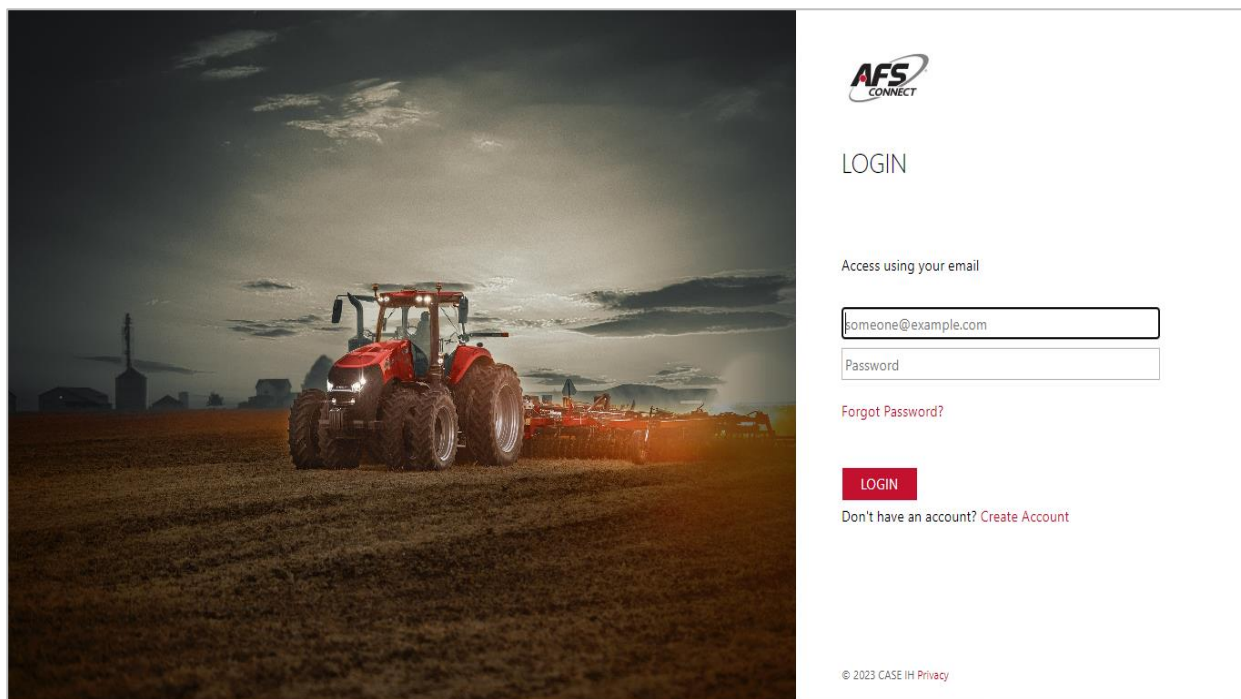 AFS
CONNECT
LOGIN
Access using your email
someone@example.com
Password
Forgot Password?
LOGIN
Don't have an account? Create Account
© 2023 CASE IH Privacy